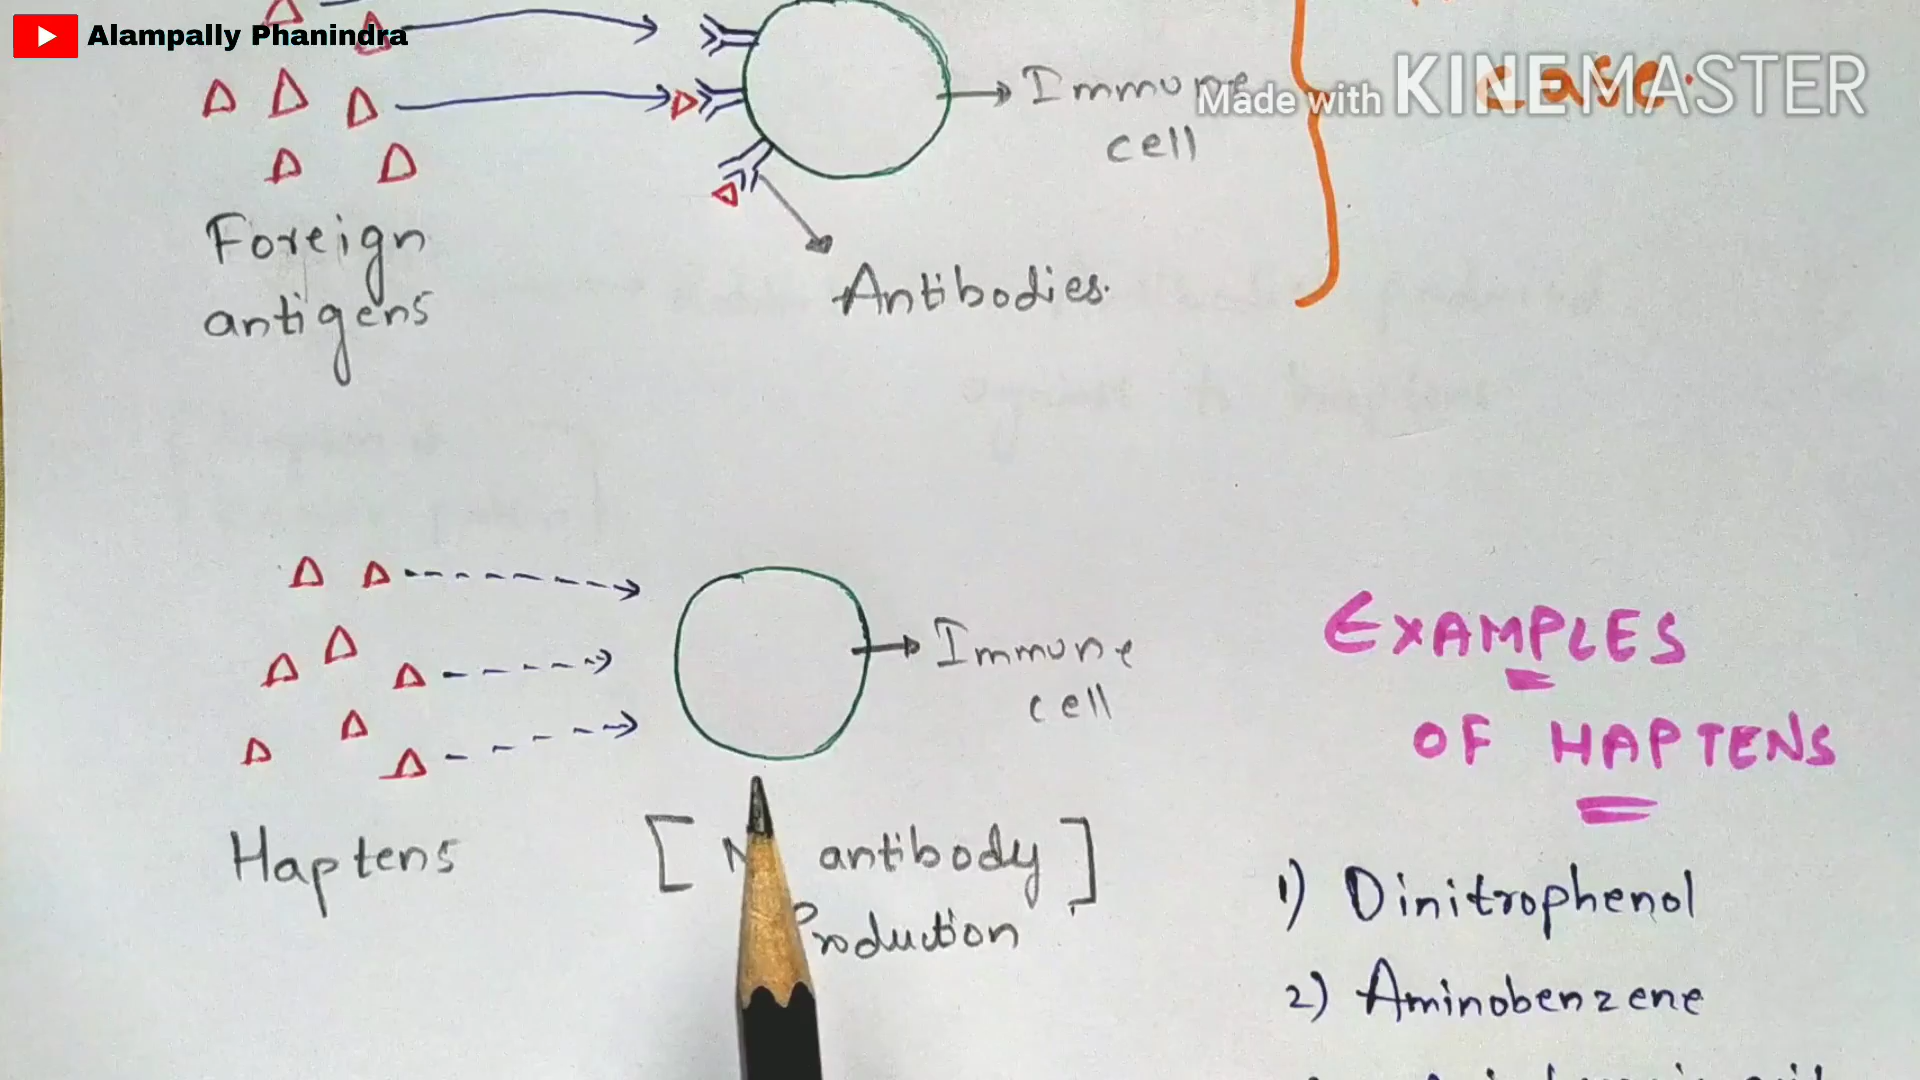 Alampally Phanindra
Made with KINEMASTER
case.
Immune
cell
Foreign
antigens
Antibodies.
Immune
cell
Haptens
[ antibody ]
Production
EXAMPLES
OF HAPTENS
1) Dinitrophenol
2) Aminobenzene